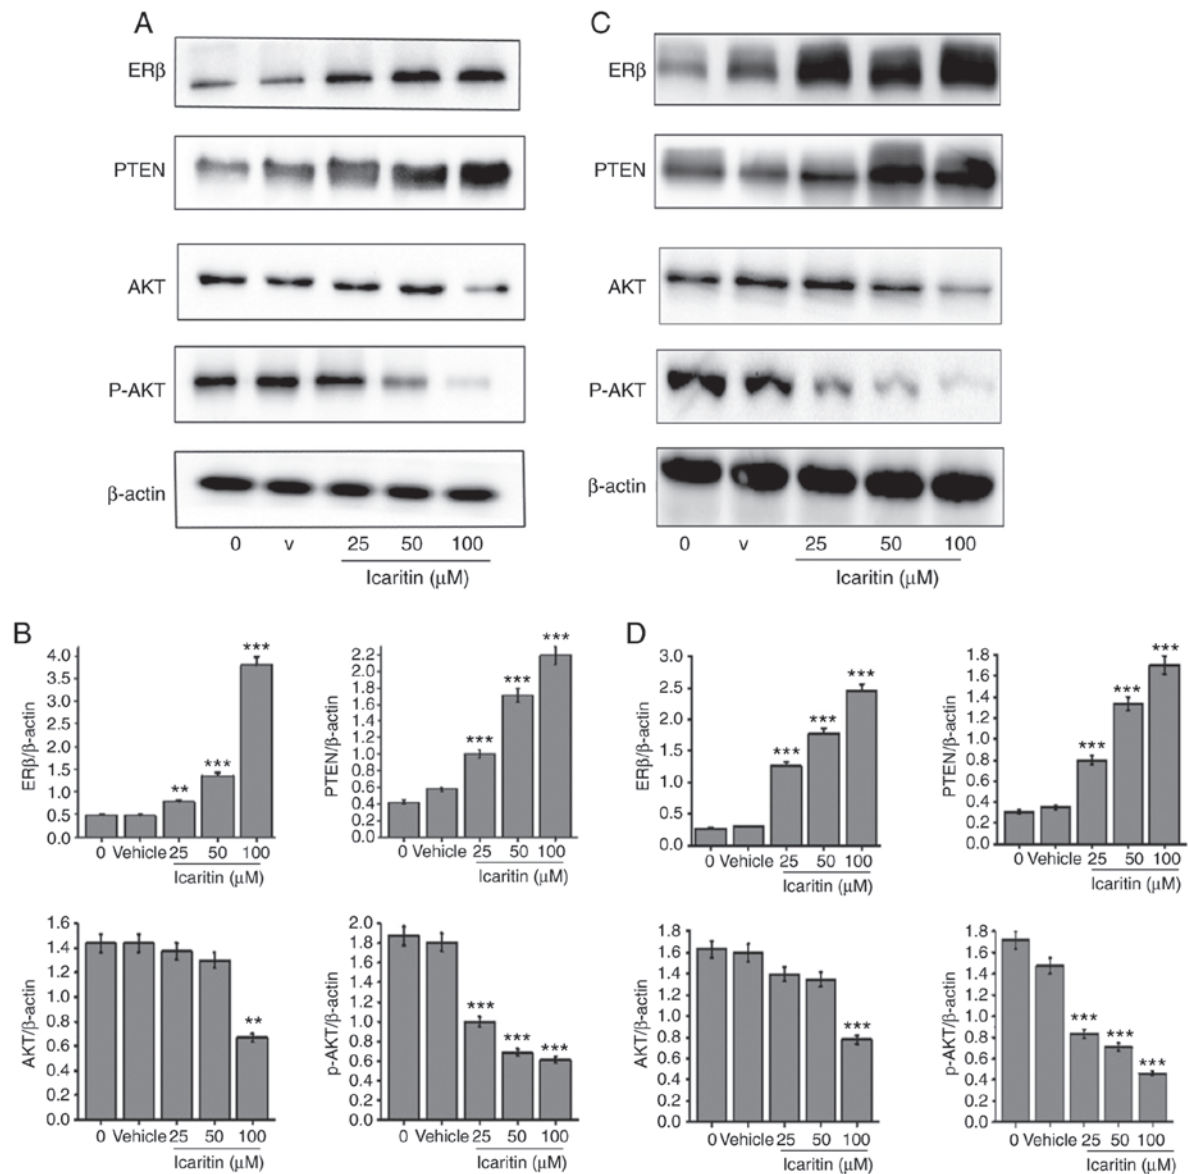 A
ERβ
PTEN
AKT
P-AKT
β-actin
0 v 25 50 100
Icaritin (μM)
C
ERβ
PTEN
AKT
P-AKT
β-actin
0 v 25 50 100
Icaritin (μM)
B
ERβ/β-actin
4.0
3.5
3.0
2.5
2.0
1.5
1.0
0.5
0.0
** *** ***
0 Vehicle 25 50 100
Icaritin (μM)
PTEN/β-actin
2.2
2.0
1.8
1.6
1.4
1.2
1.0
0.8
0.6
0.4
0.2
0.0
*** *** ***
0 Vehicle 25 50 100
Icaritin (μM)
AKT/β-actin
1.6
1.4
1.2
1.0
0.8
0.6
0.4
0.2
0.0
**
0 Vehicle 25 50 100
Icaritin (μM)
p-AKT/β-actin
2.0
1.8
1.6
1.4
1.2
1.0
0.8
0.6
0.4
0.2
0.0
*** *** ***
0 Vehicle 25 50 100
Icaritin (μM)
D
ERβ/β-actin
3.0
2.5
2.0
1.5
1.0
0.5
0.0
*** *** ***
0 Vehicle 25 50 100
Icaritin (μM)
PTEN/β-actin
1.8
1.6
1.4
1.2
1.0
0.8
0.6
0.4
0.2
0.0
*** *** ***
0 Vehicle 25 50 100
Icaritin (μM)
AKT/β-actin
1.8
1.6
1.4
1.2
1.0
0.8
0.6
0.4
0.2
0.0
***
0 Vehicle 25 50 100
Icaritin (μM)
p-AKT/β-actin
1.8
1.6
1.4
1.2
1.0
0.8
0.6
0.4
0.2
0.0
*** *** ***
0 Vehicle 25 50 100
Icaritin (μM)